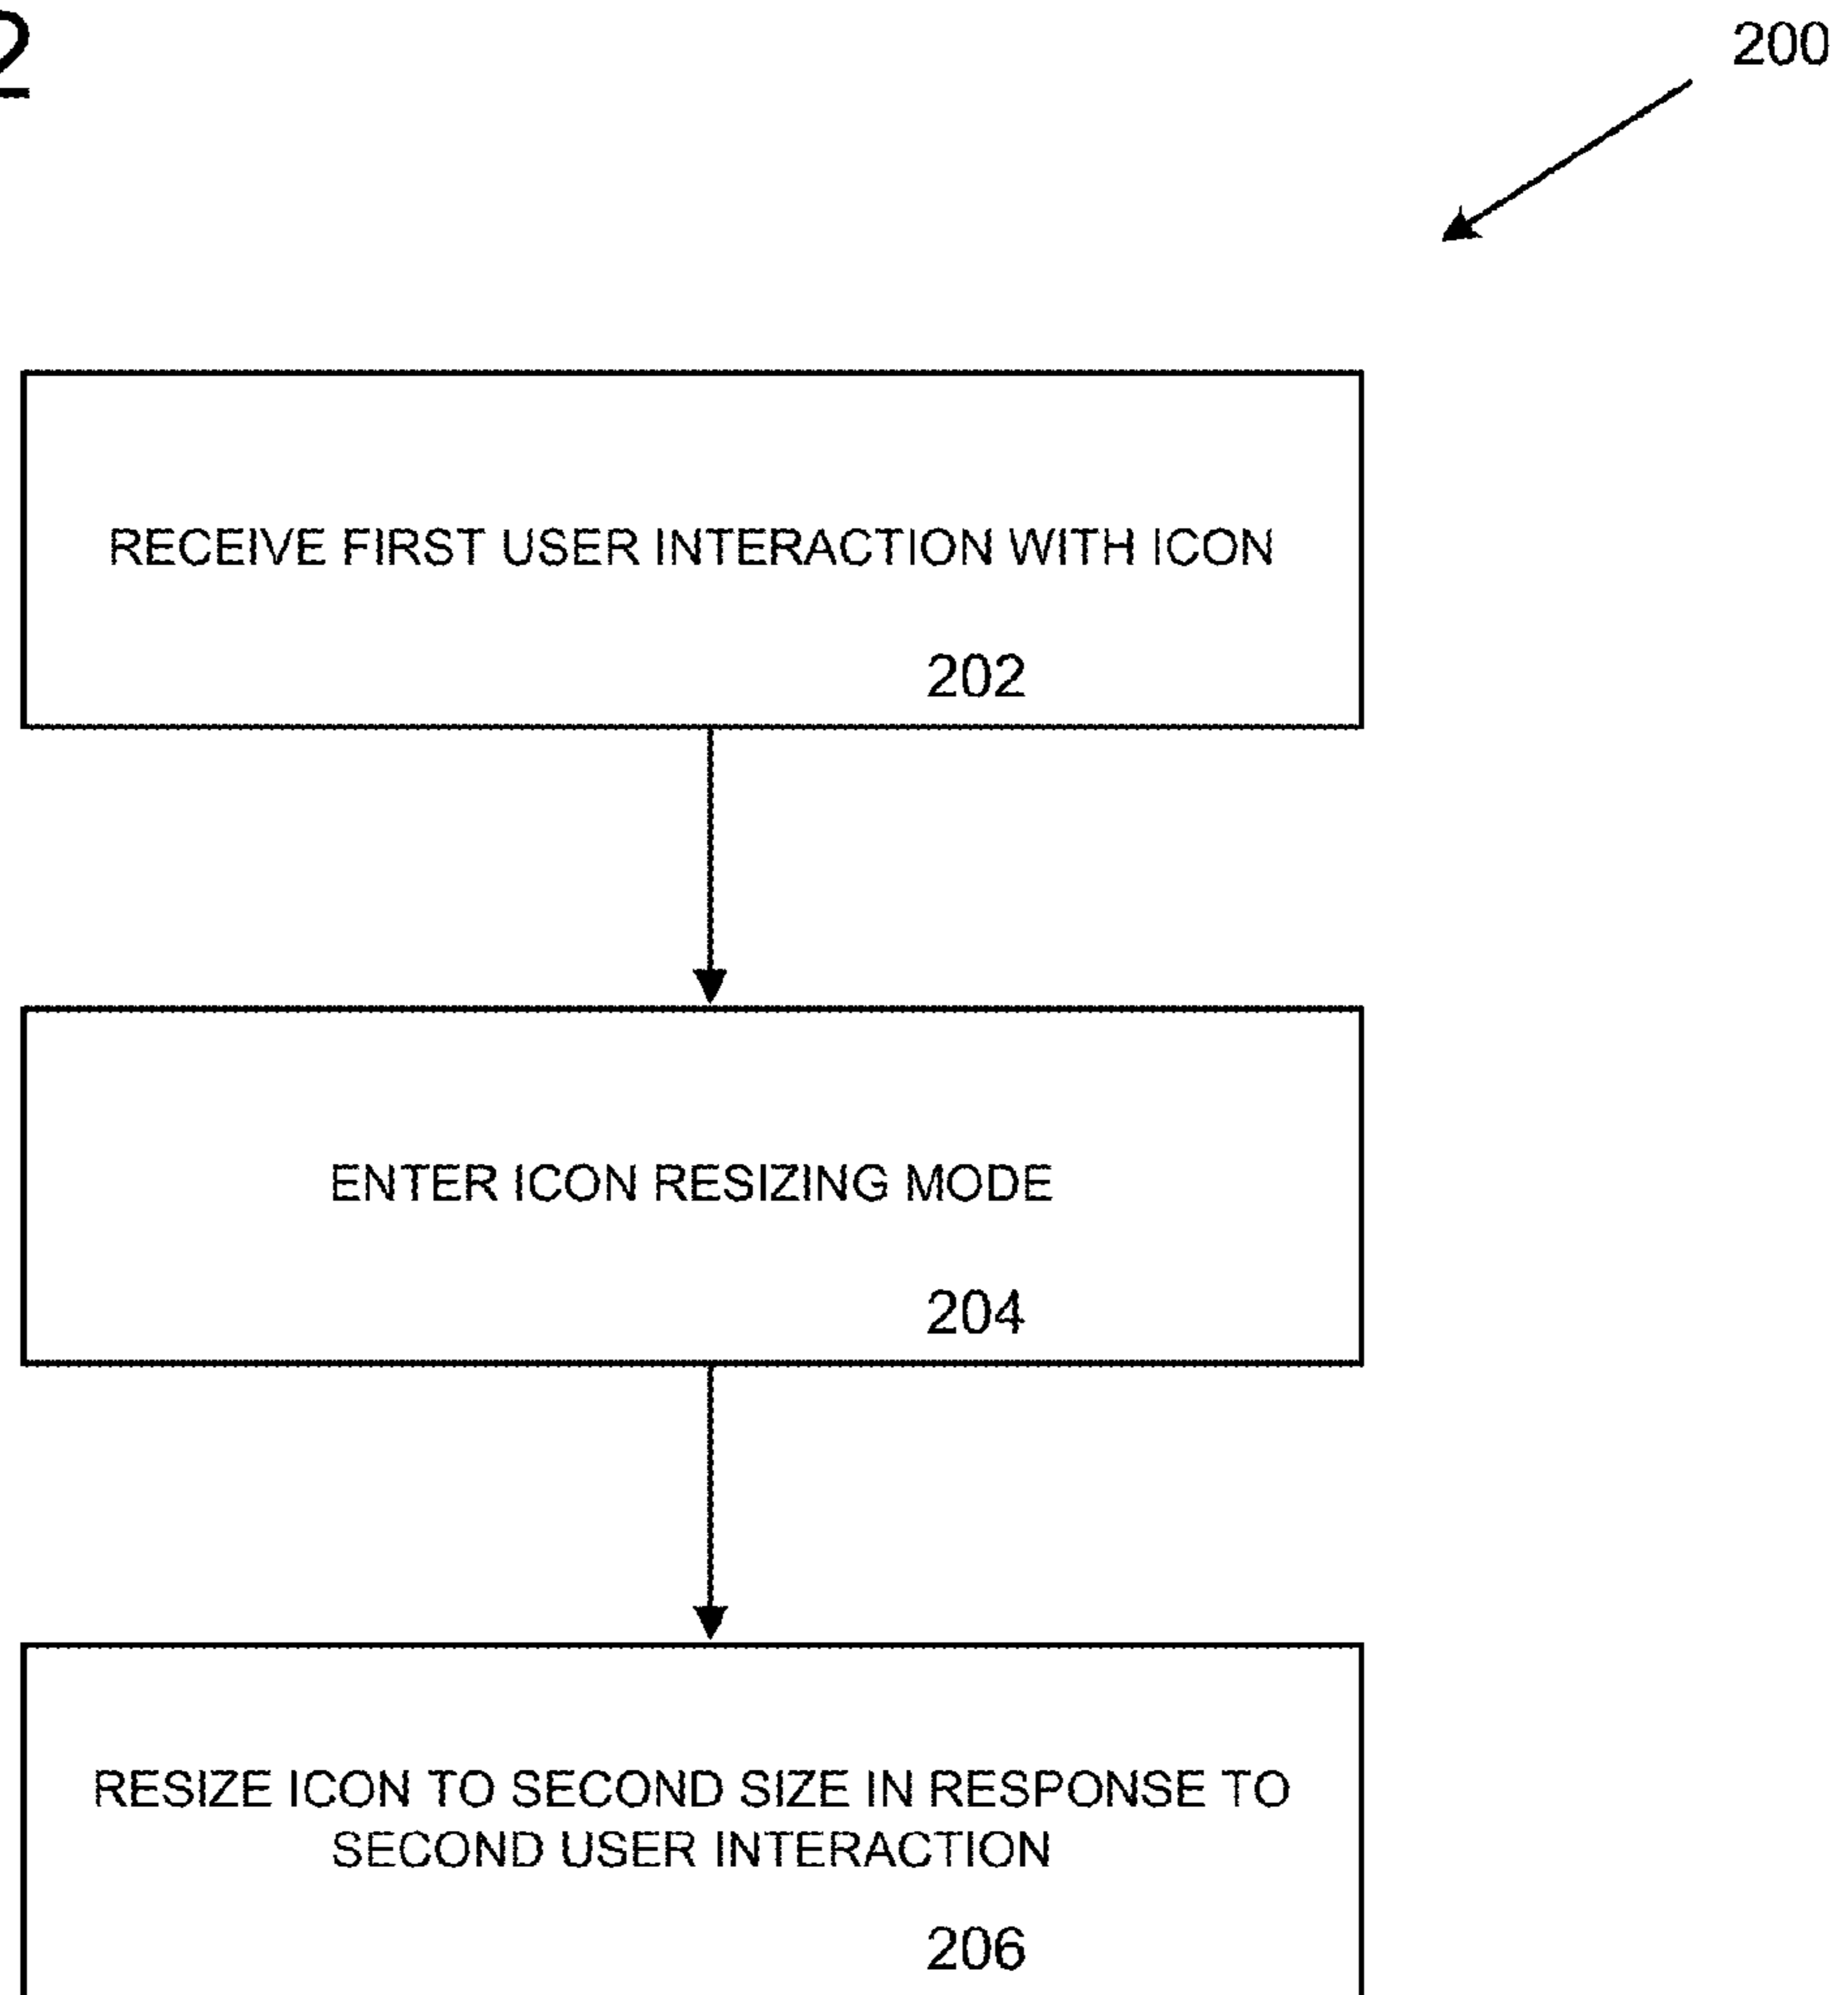 2
200
RECEIVE FIRST USER INTERACTION WITH ICON
202
ENTER ICON RESIZING MODE
204
RESIZE ICON TO SECOND SIZE IN RESPONSE TO
SECOND USER INTERACTION
206